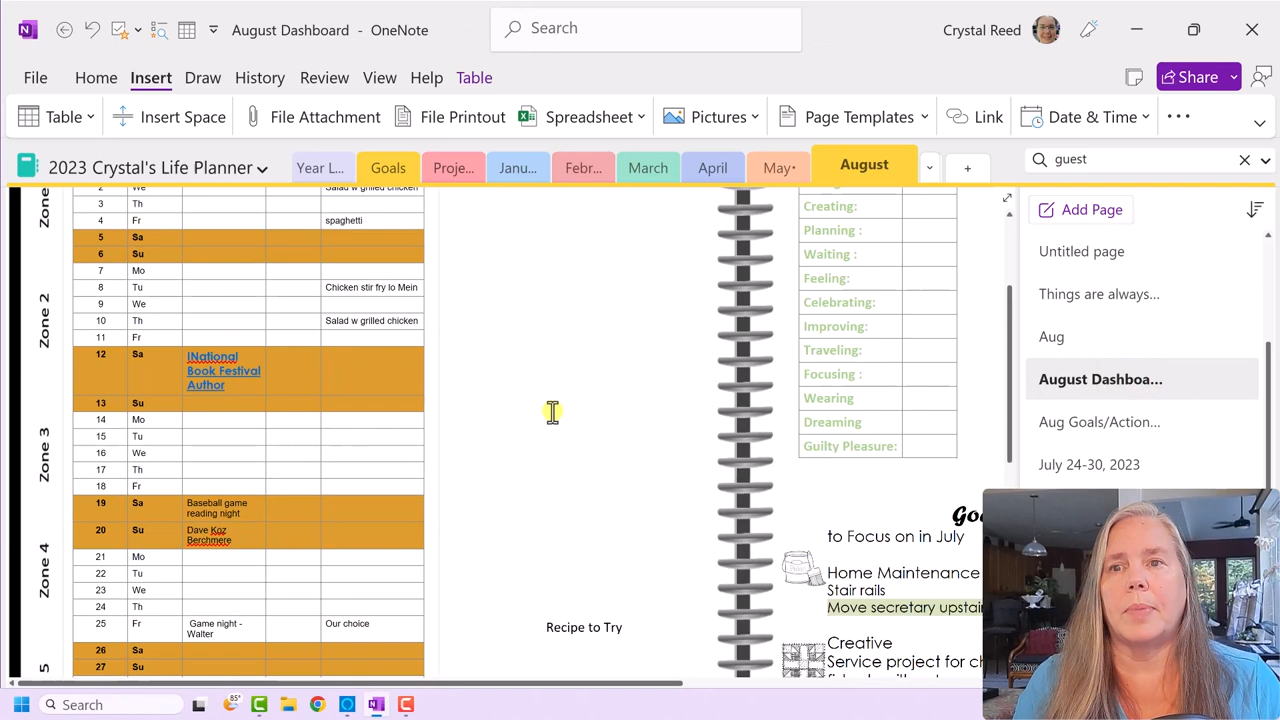 August Dashboard - OneNote
Search
Crystal Reed
File Home Insert Draw History Review View Help Table
Share
Table Insert Space File Attachment File Printout Spreadsheet Pictures Page Templates Link Date & Time
2023 Crystal's Life Planner
Year L... Goals Proje... Janu... Febr... March April May August
guest
Add Page
Untitled page
Things are always...
Aug
August Dashboa...
Aug Goals/Action...
July 24-30, 2023
Zone
Zone 2
Zone 3
Zone 4
5
2 We Salad w grilled chicken
3 Th
4 Fr spaghetti
5 Sa
6 Su
7 Mo
8 Tu Chicken stir fry lo Mein
9 We
10 Th Salad w grilled chicken
11 Fr
12 Sa lNational
Book Festival
Author
13 Su
14 Mo
15 Tu
16 We
17 Th
18 Fr
19 Sa Baseball game
reading night
20 Su Dave Koz
Berchmere
21 Mo
22 Tu
23 We
24 Th
25 Fr Game night -
Walter Our choice
26 Sa
27 Su
Recipe to Try
Creating:
Planning :
Waiting :
Feeling:
Celebrating:
Improving:
Traveling:
Focusing :
Wearing
Dreaming
Guilty Pleasure:
to Focus on in July
Home Maintenance
Stair rails
Move secretary upstair
Creative
Service project for ch
Search
85°